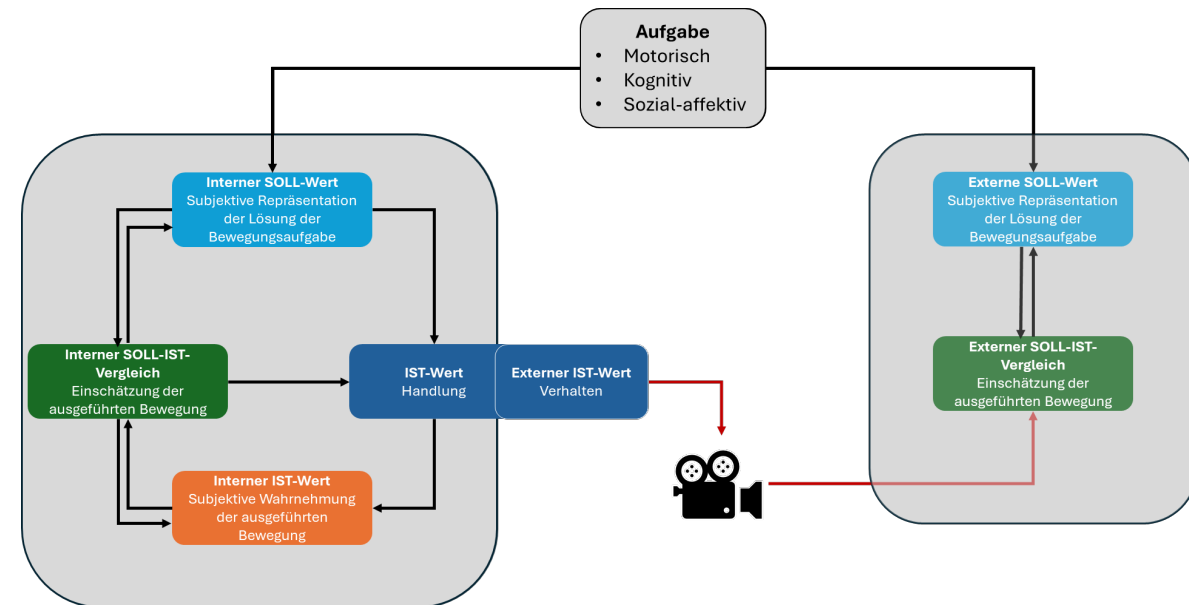 Aufgabe
• Motorisch
• Kognitiv
• Sozial-affektiv
Interner SOLL-Wert
Subjektive Repräsentation
der Lösung der
Bewegungsaufgabe
Interner SOLL-IST-
Vergleich
Einschätzung der
ausgeführten Bewegung
IST-Wert
Handlung
Externer IST-Wert
Verhalten
Interner IST-Wert
Subjektive Wahrnehmung
der ausgeführten
Bewegung
Externe SOLL-Wert
Subjektive Repräsentation
der Lösung der
Bewegungsaufgabe
Externer SOLL-IST-
Vergleich
Einschätzung der
ausgeführten Bewegung